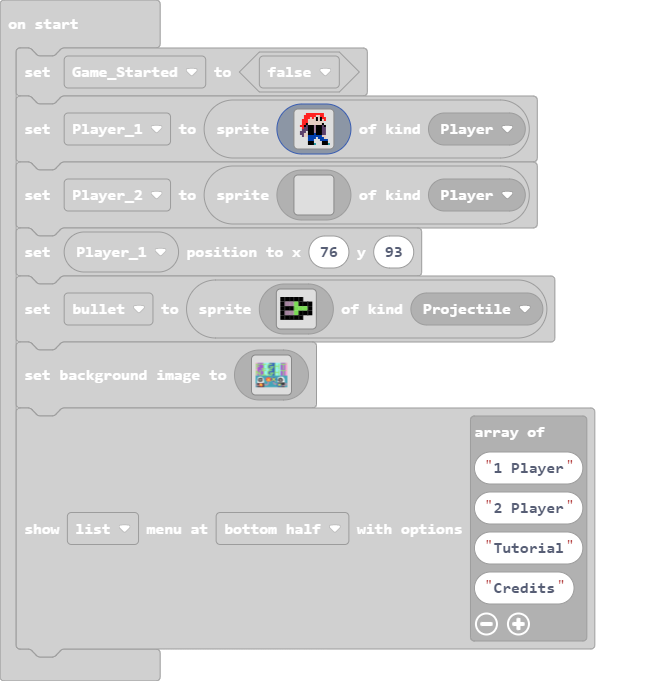 on start
set Game_Started to false
set Player_1 to sprite of kind Player
set Player_2 to sprite of kind Player
set Player_1 position to x 76 y 93
set bullet to sprite of kind Projectile
set background image to
show list menu at bottom half with options
array of
"1 Player"
"2 Player"
"Tutorial"
"Credits"